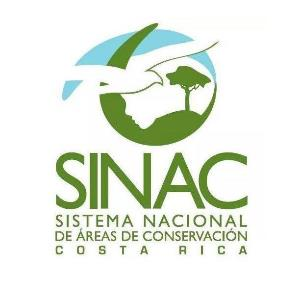 SINAC
SISTEMA NACIONAL
DE ÁREAS DE CONSERVACIÓN
COSTA RICA